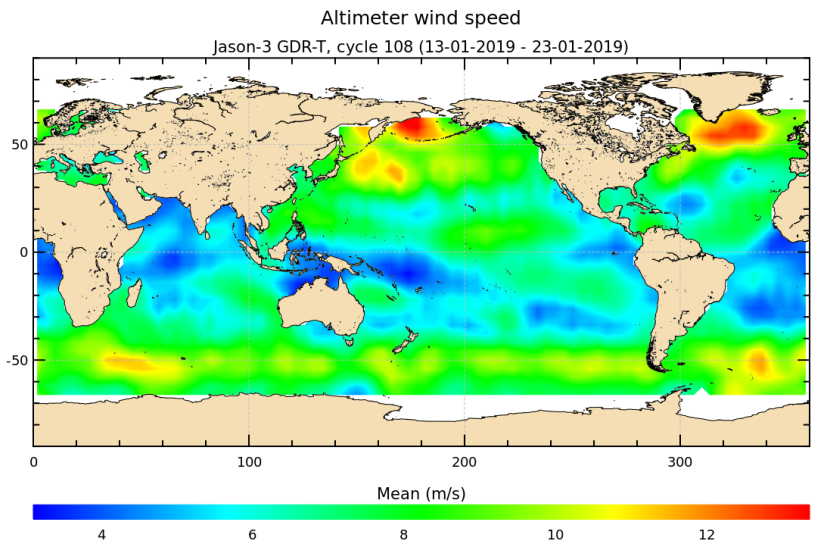 Altimeter wind speed
Jason-3 GDR-T, cycle 108 (13-01-2019 - 23-01-2019)
50
0
-50
0 100 200 300
Mean (m/s)
4 6 8 10 12